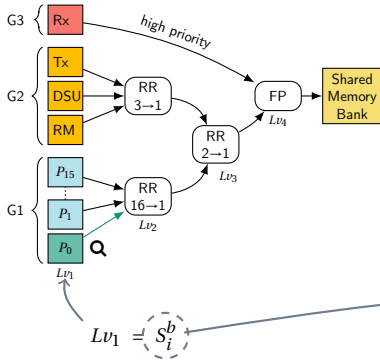 G3
Rx
high priority
G2
Tx
DSU
RM
RR
3→1
FP
Lv₄
Shared
Memory
Bank
RR
2→1
Lv₃
G1
P₁₅
P₁
P₀
RR
16→1
Lv₂
Lv₁
Lv₁ = Sᵢᵇ